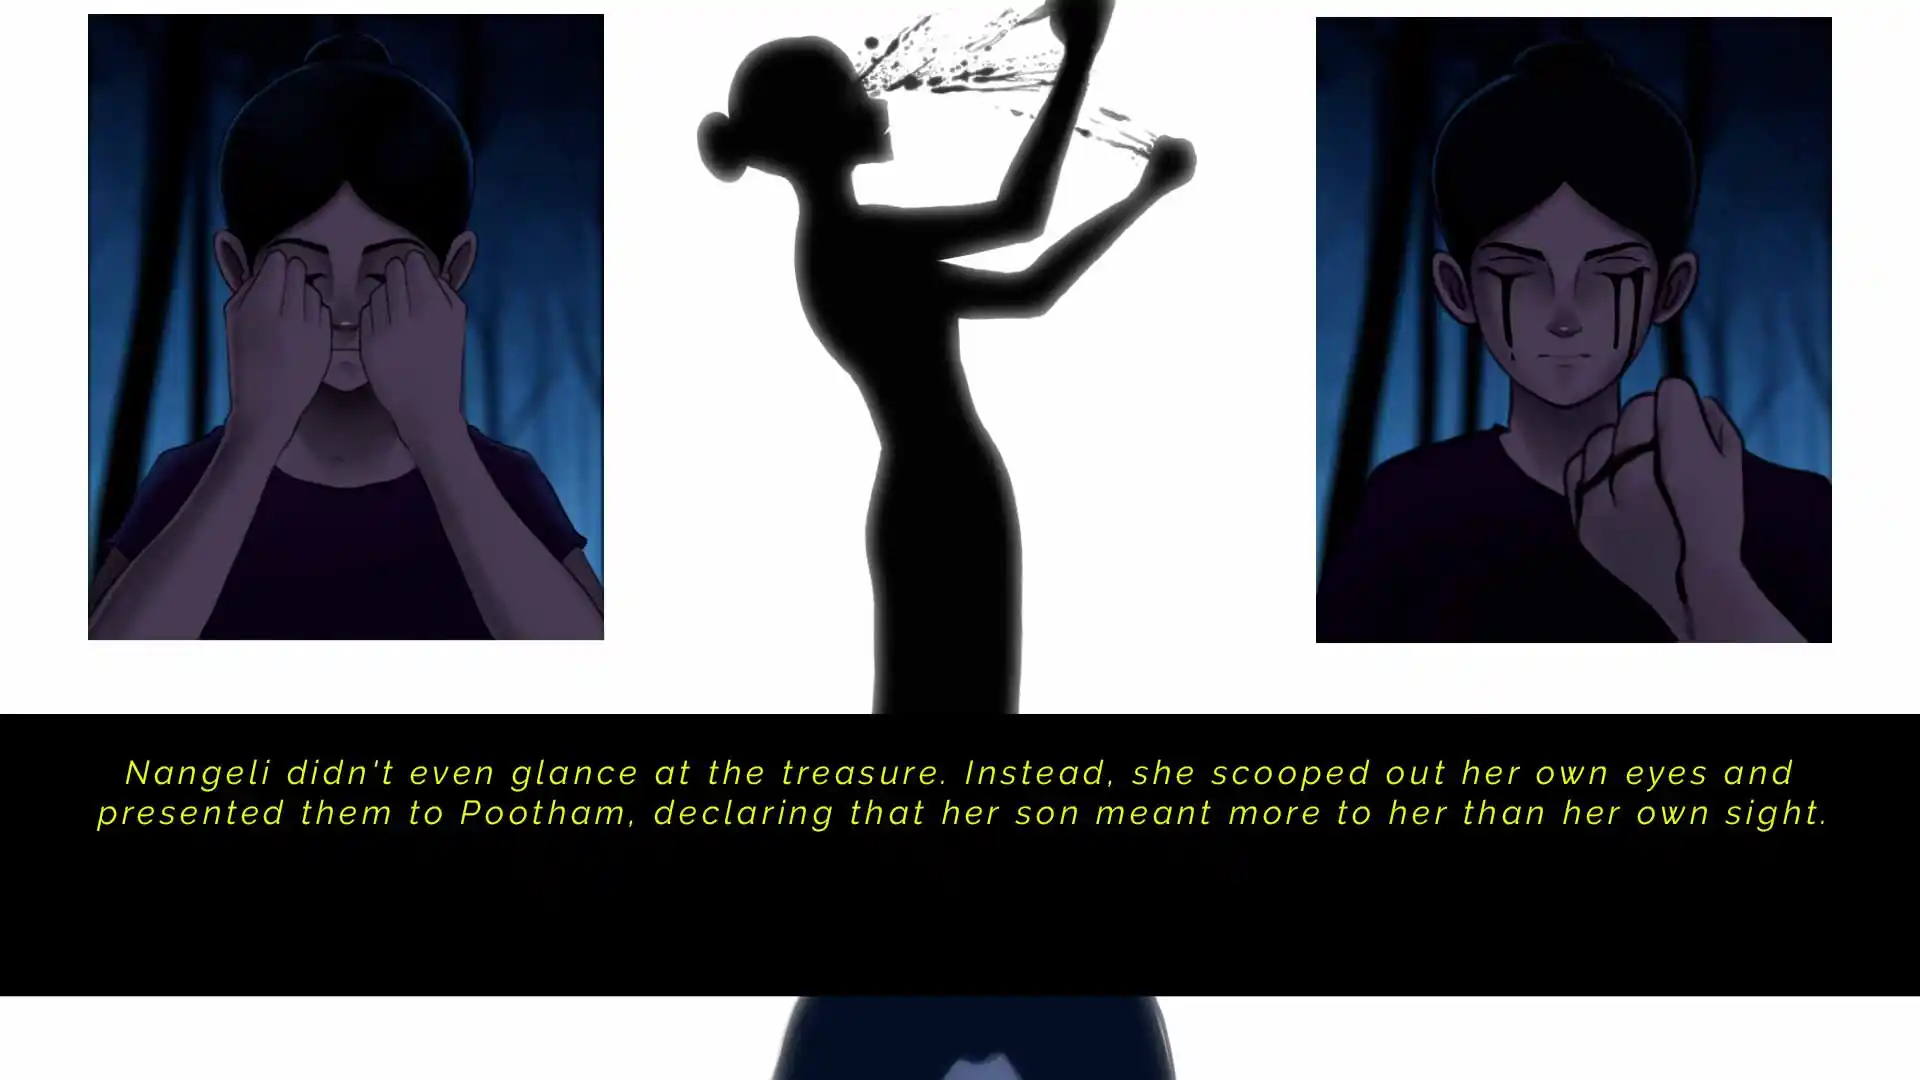 Nangeli didn't even glance at the treasure. Instead, she scooped out her own eyes and
presented them to Pootham, declaring that her son meant more to her than her own sight.